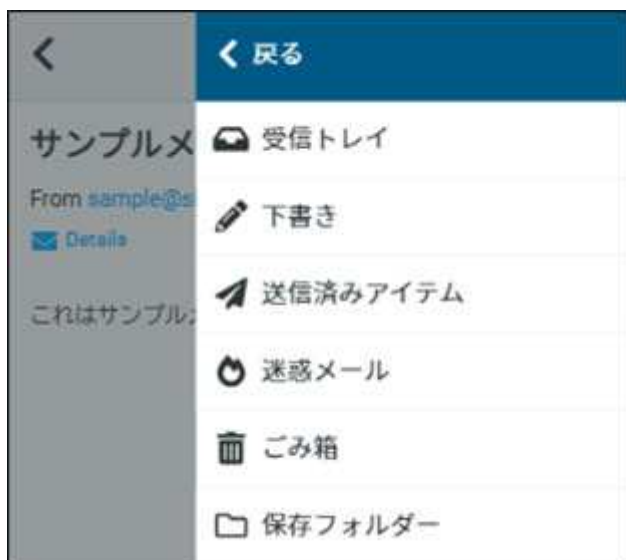 戻る
サンプルメ
From sample@s
Details
これはサンプル
受信トレイ
下書き
送信済みアイテム
迷惑メール
ごみ箱
保存フォルダー